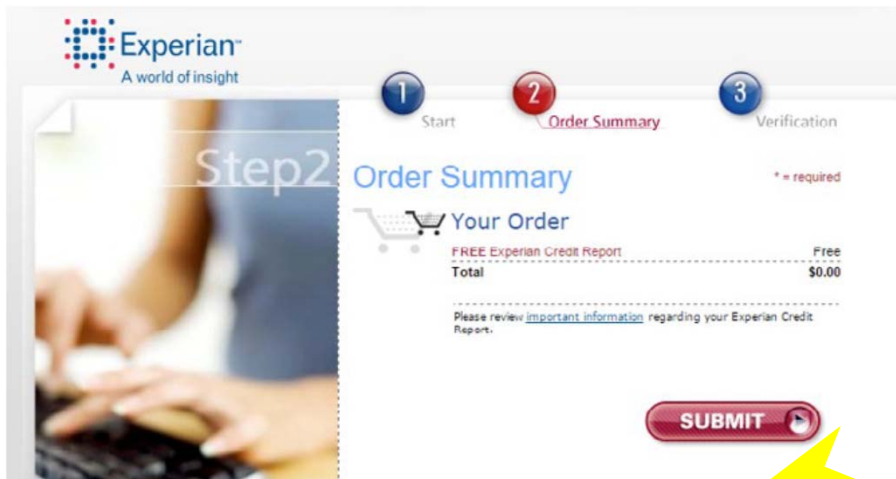 Experian™
A world of insight
1 2 3
Start Order Summary Verification
Step2
Order Summary
* = required
Your Order
FREE Experian Credit Report Free
Total $0.00
Please review important information regarding your Experian Credit
Report.
SUBMIT